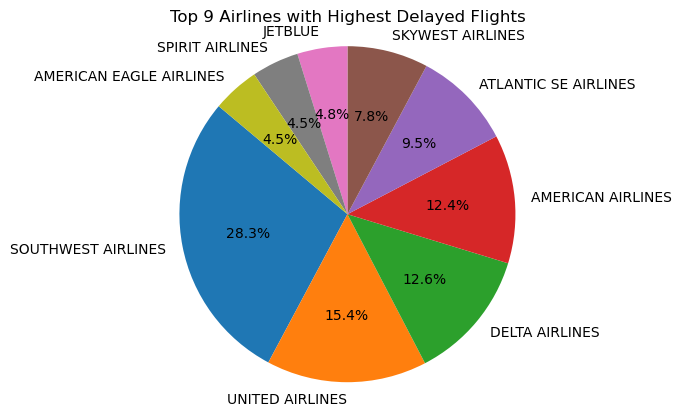 Top 9 Airlines with Highest Delayed Flights
JETBLUE
SKYWEST AIRLINES
SPIRIT AIRLINES
AMERICAN EAGLE AIRLINES
ATLANTIC SE AIRLINES
4.8%
7.8%
4.5%
4.5%
9.5%
AMERICAN AIRLINES
12.4%
28.3%
SOUTHWEST AIRLINES
12.6%
15.4%
DELTA AIRLINES
UNITED AIRLINES